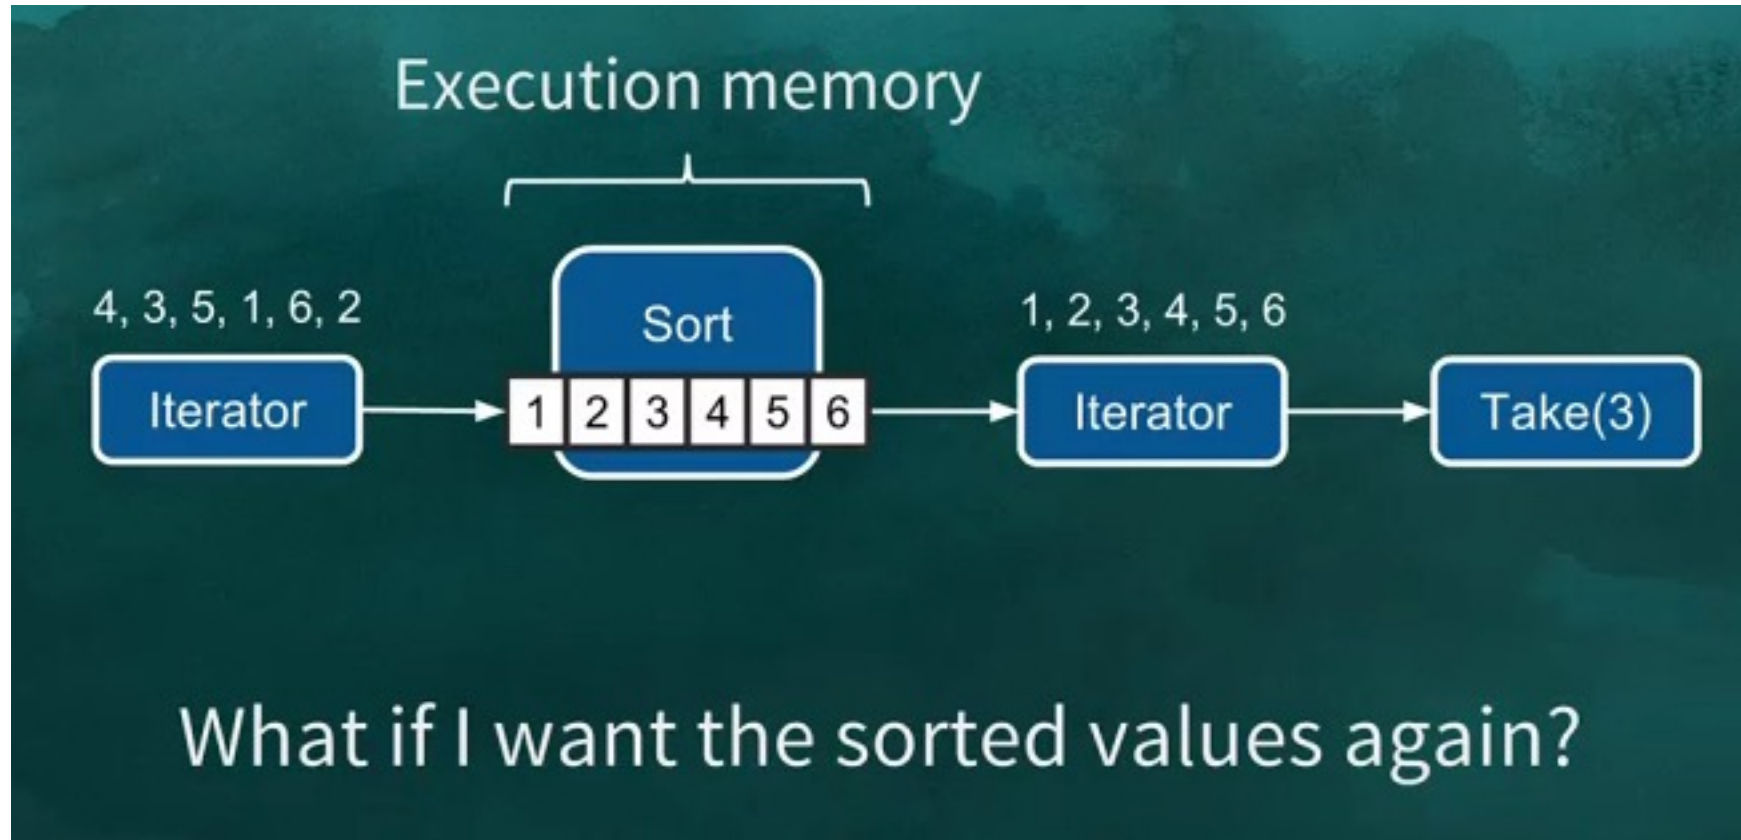 Execution memory
4, 3, 5, 1, 6, 2
Sort
1, 2, 3, 4, 5, 6
Iterator
1 2 3 4 5 6
Iterator
Take(3)
What if I want the sorted values again?